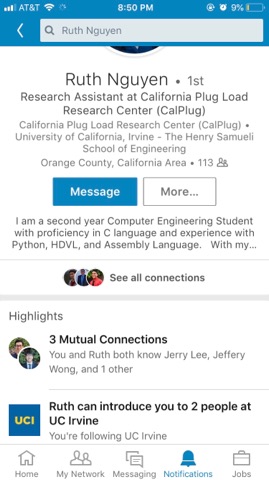 AT&T 8:50 PM 9%
Ruth Nguyen
Ruth Nguyen • 1st
Research Assistant at California Plug Load
Research Center (CalPlug)
California Plug Load Research Center (CalPlug) •
University of California, Irvine - The Henry Samueli
School of Engineering
Orange County, California Area • 113
Message More...
I am a second year Computer Engineering Student
with proficiency in C language and experience with
Python, HDVL, and Assembly Language. With my...
See all connections
Highlights
3 Mutual Connections
You and Ruth both know Jerry Lee, Jeffery
Wong, and 1 other
UCI
Ruth can introduce you to 2 people at
UC Irvine
You're following UC Irvine
Home My Network Messaging Notifications Jobs